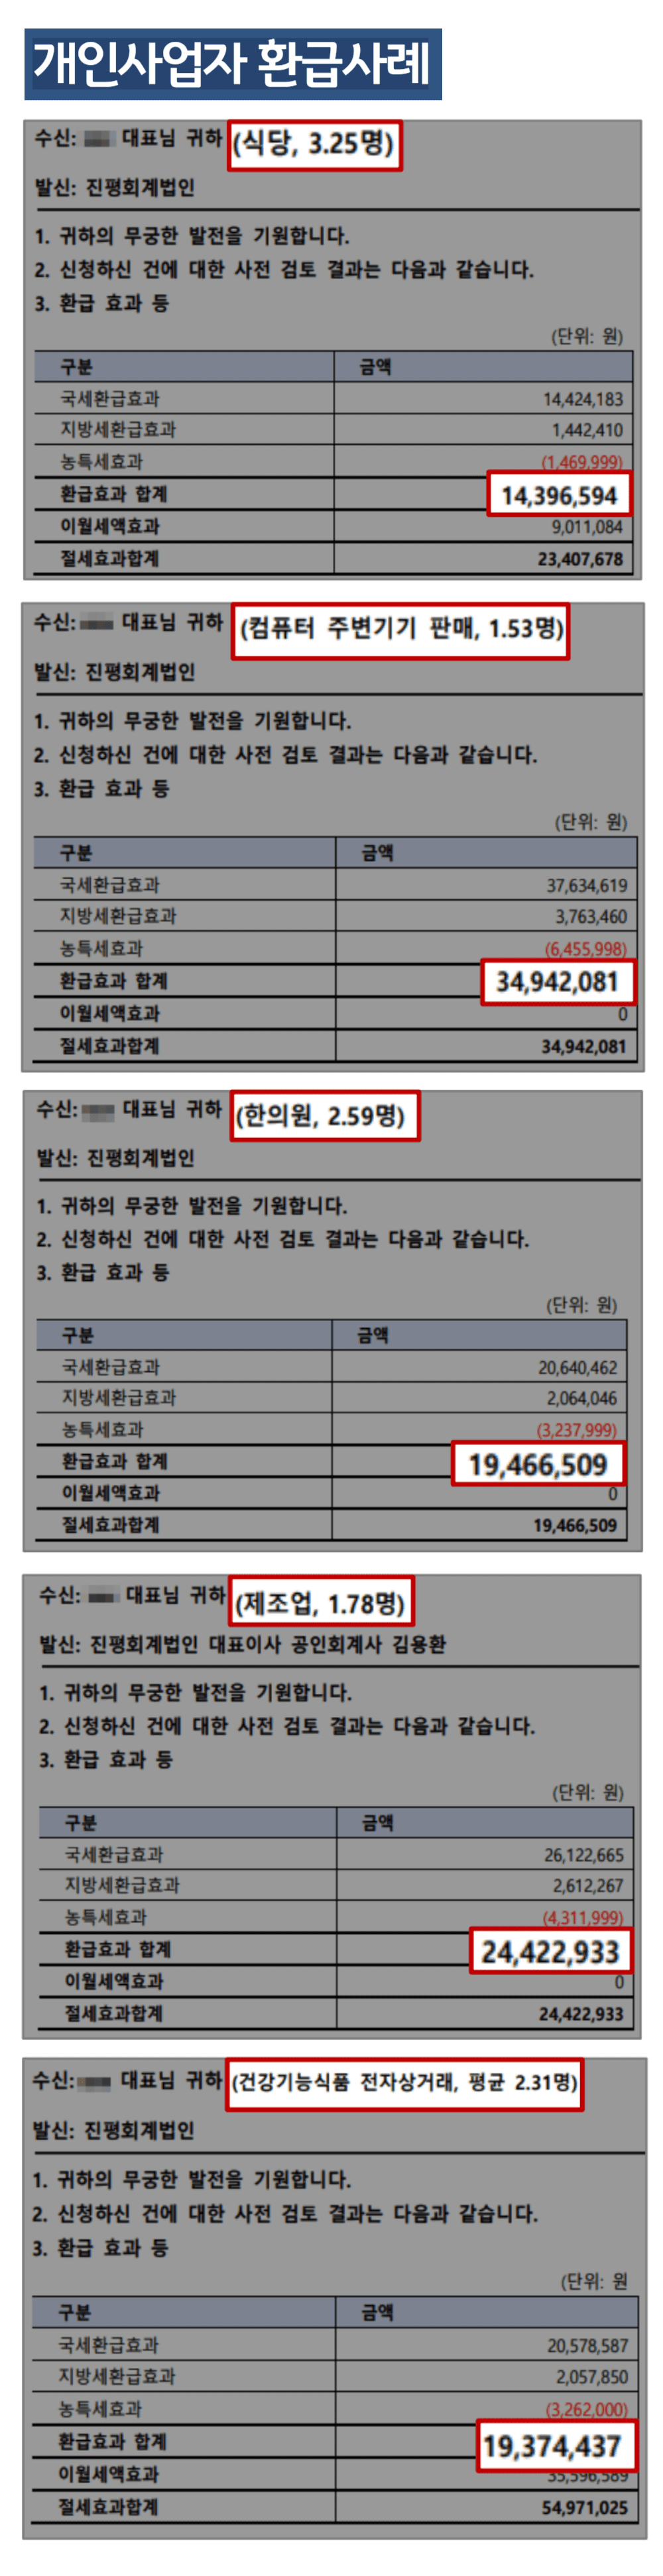 개인사업자 환급사례
수신: 대표님 귀하 (식당, 3.25명)
발신: 진평회계법인
1. 귀하의 무궁한 발전을 기원합니다.
2. 신청하신 건에 대한 사전 검토 결과는 다음과 같습니다.
3. 환급 효과 등
(단위: 원)
구분 금액
국세환급효과 14,424,183
지방세환급효과 1,442,410
농특세효과 (1,469,999)
환급효과 합계 14,396,594
이월세액효과 9,011,084
절세효과합계 23,407,678
수신: 대표님 귀하 (컴퓨터 주변기기 판매, 1.53명)
발신: 진평회계법인
1. 귀하의 무궁한 발전을 기원합니다.
2. 신청하신 건에 대한 사전 검토 결과는 다음과 같습니다.
3. 환급 효과 등
(단위: 원)
구분 금액
국세환급효과 37,634,619
지방세환급효과 3,763,460
농특세효과 (6,455,998)
환급효과 합계 34,942,081
이월세액효과 0
절세효과합계 34,942,081
수신: 대표님 귀하 (한의원, 2.59명)
발신: 진평회계법인
1. 귀하의 무궁한 발전을 기원합니다.
2. 신청하신 건에 대한 사전 검토 결과는 다음과 같습니다.
3. 환급 효과 등
(단위: 원)
구분 금액
국세환급효과 20,640,462
지방세환급효과 2,064,046
농특세효과 (3,237,999)
환급효과 합계 19,466,509
이월세액효과 0
절세효과합계 19,466,509
수신: 대표님 귀하 (제조업, 1.78명)
발신: 진평회계법인 대표이사 공인회계사 김용환
1. 귀하의 무궁한 발전을 기원합니다.
2. 신청하신 건에 대한 사전 검토 결과는 다음과 같습니다.
3. 환급 효과 등
(단위: 원)
구분 금액
국세환급효과 26,122,665
지방세환급효과 2,612,267
농특세효과 (4,311,999)
환급효과 합계 24,422,933
이월세액효과 0
절세효과합계 24,422,933
수신: 대표님 귀하 (건강기능식품 전자상거래, 평균 2.31명)
발신: 진평회계법인
1. 귀하의 무궁한 발전을 기원합니다.
2. 신청하신 건에 대한 사전 검토 결과는 다음과 같습니다.
3. 환급 효과 등
(단위: 원
구분 금액
국세환급효과 20,578,587
지방세환급효과 2,057,850
농특세효과 (3,262,000)
환급효과 합계 19,374,437
이월세액효과 35,596,589
절세효과합계 54,971,025